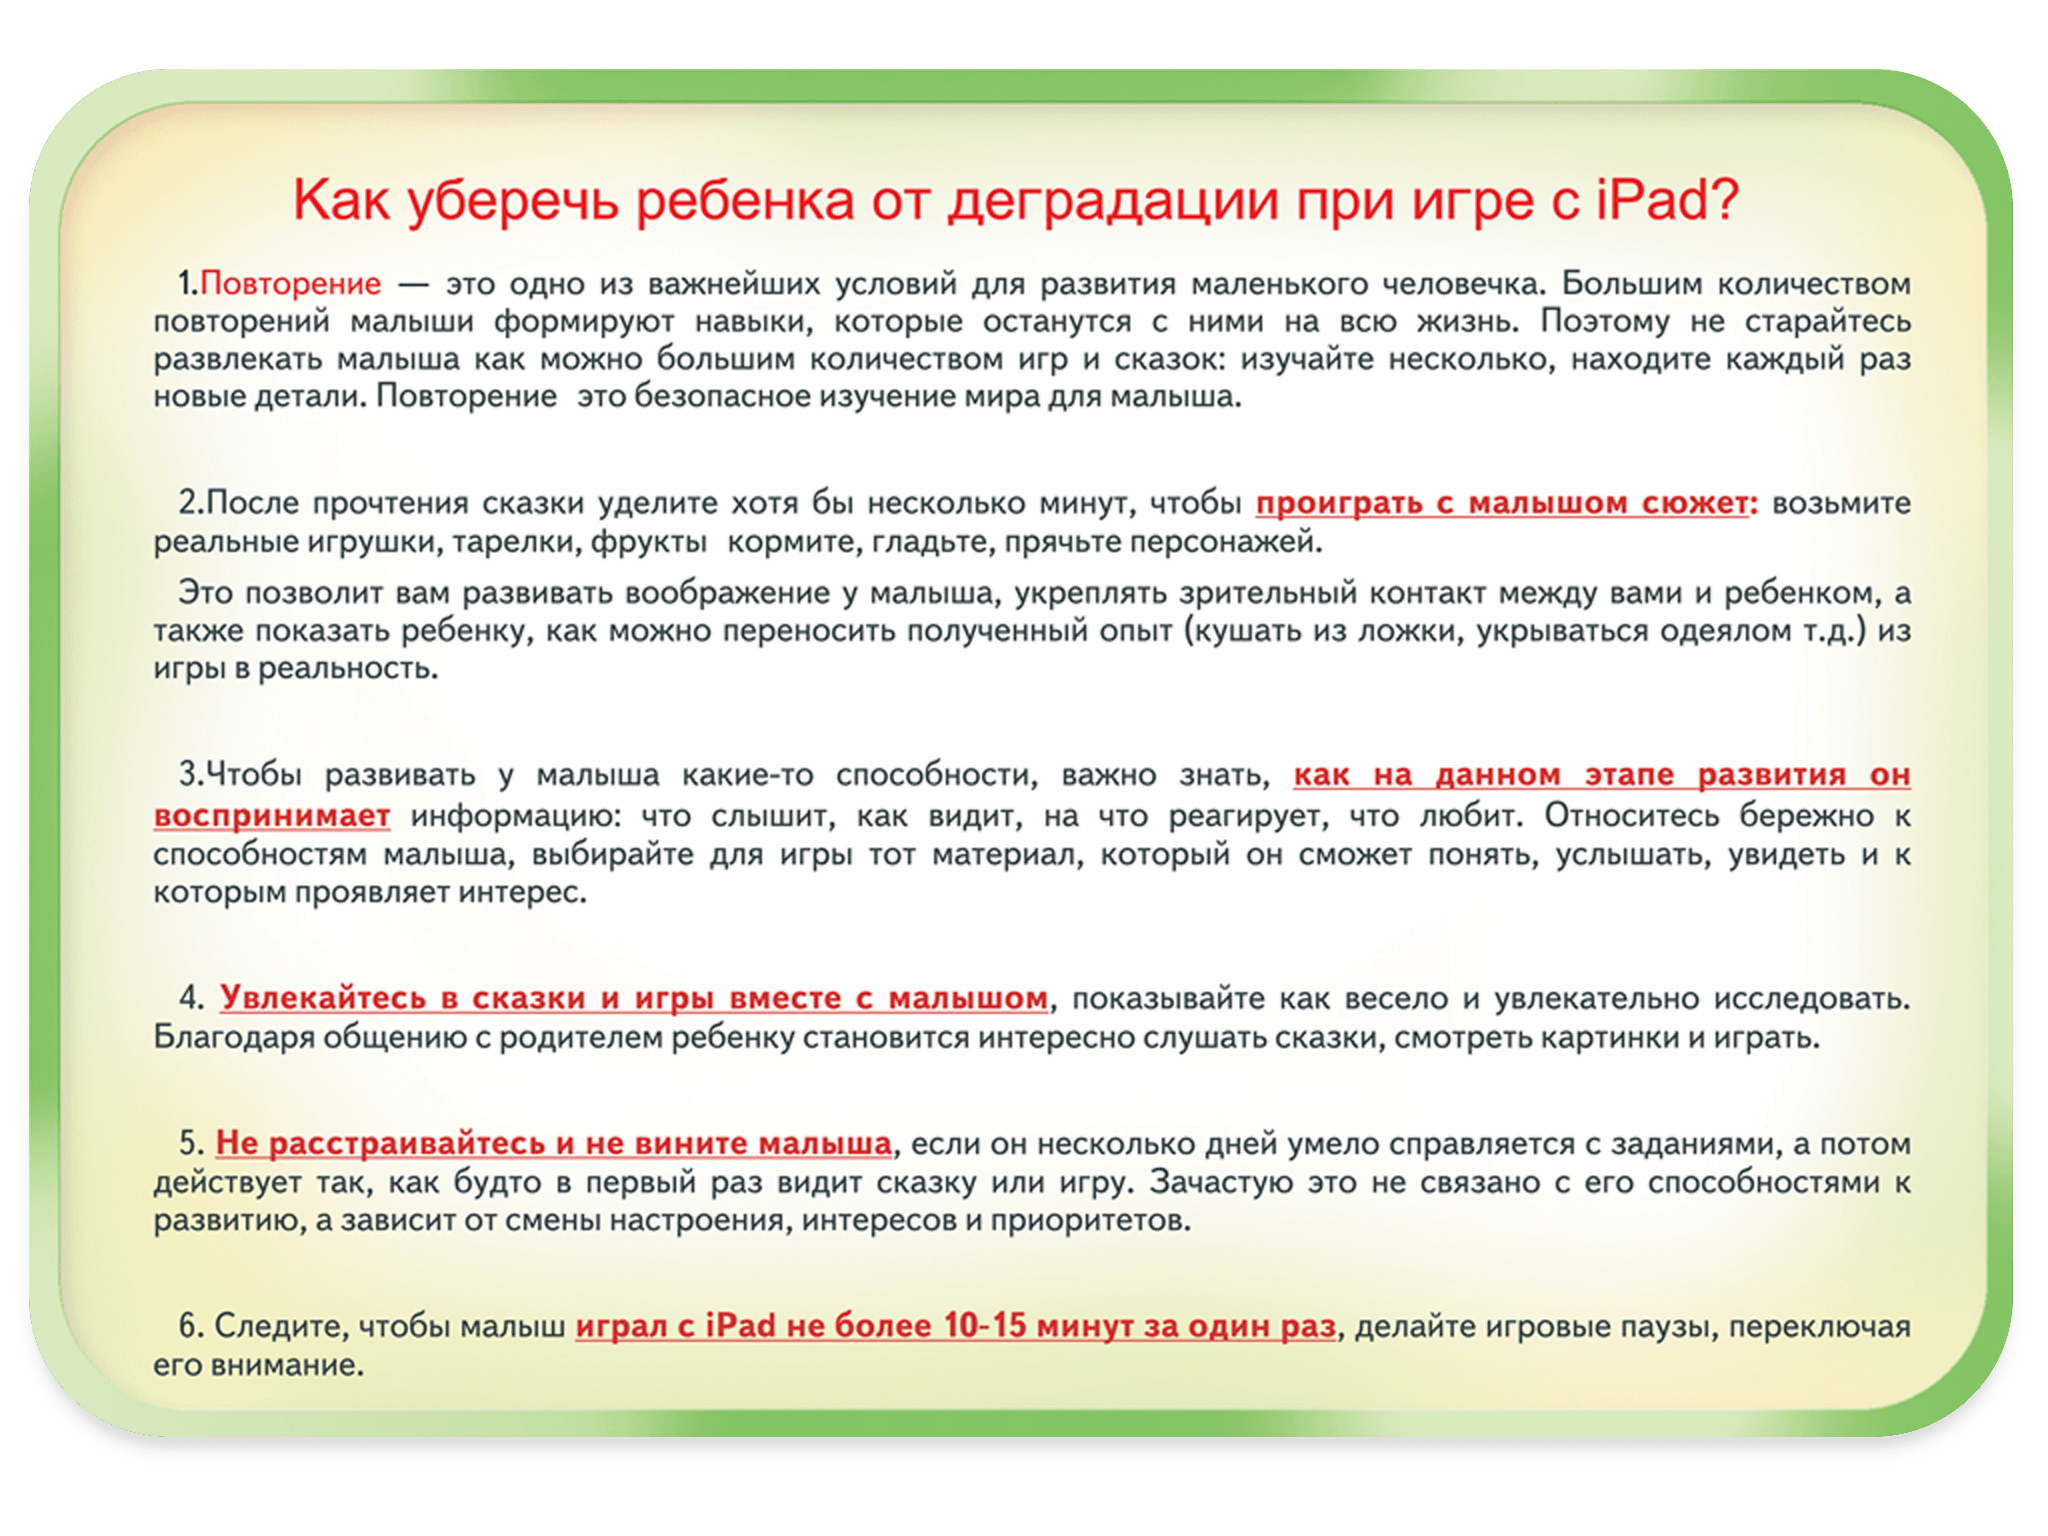 Как уберечь ребенка от деградации при игре с iPad?
1.Повторение — это одно из важнейших условий для развития маленького человечка. Большим количеством
повторений малыши формируют навыки, которые останутся с ними на всю жизнь. Поэтому не старайтесь
развлекать малыша как можно большим количеством игр и сказок: изучайте несколько, находите каждый раз
новые детали. Повторение это безопасное изучение мира для малыша.
2.После прочтения сказки уделите хотя бы несколько минут, чтобы проиграть с малышом сюжет: возьмите
реальные игрушки, тарелки, фрукты кормите, гладьте, прячьте персонажей.
Это позволит вам развивать воображение у малыша, укреплять зрительный контакт между вами и ребенком, а
также показать ребенку, как можно переносить полученный опыт (кушать из ложки, укрываться одеялом т.д.) из
игры в реальность.
3.Чтобы развивать у малыша какие-то способности, важно знать, как на данном этапе развития он
воспринимает информацию: что слышит, как видит, на что реагирует, что любит. Относитесь бережно к
способностям малыша, выбирайте для игры тот материал, который он сможет понять, услышать, увидеть и к
которым проявляет интерес.
4. Увлекайтесь в сказки и игры вместе с малышом, показывайте как весело и увлекательно исследовать.
Благодаря общению с родителем ребенку становится интересно слушать сказки, смотреть картинки и играть.
5. Не расстраивайтесь и не вините малыша, если он несколько дней умело справляется с заданиями, а потом
действует так, как будто в первый раз видит сказку или игру. Зачастую это не связано с его способностями к
развитию, а зависит от смены настроения, интересов и приоритетов.
6. Следите, чтобы малыш играл с iPad не более 10-15 минут за один раз, делайте игровые паузы, переключая
его внимание.